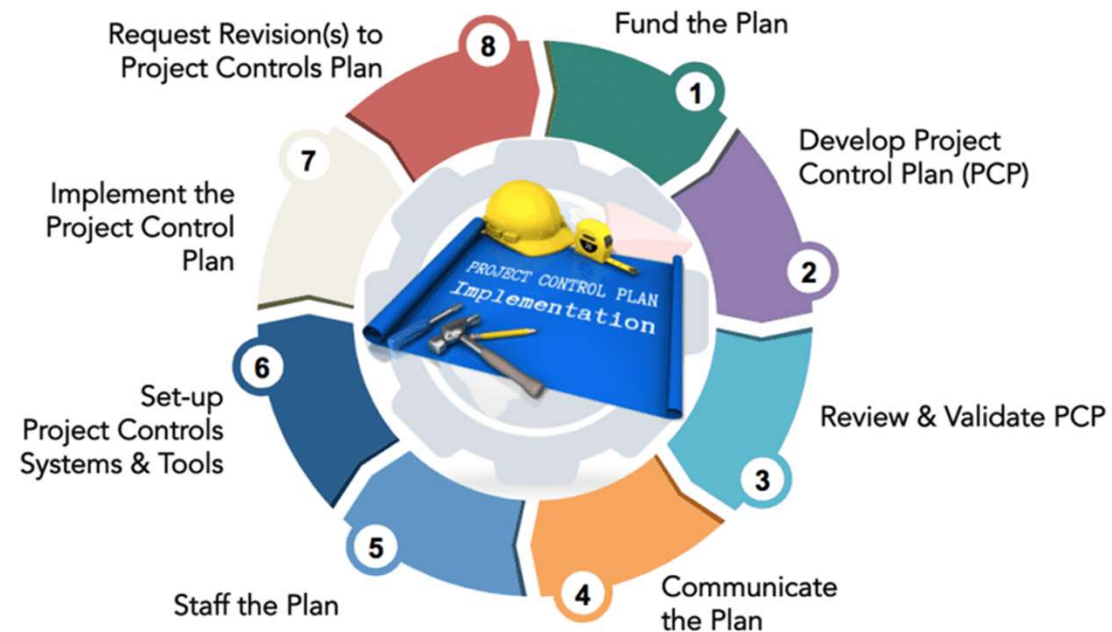 1
Fund the Plan
2
Develop Project
Control Plan (PCP)
3
Review & Validate PCP
4
Communicate
the Plan
5
Staff the Plan
6
Set-up
Project Controls
Systems & Tools
7
Implement the
Project Control
Plan
8
Request Revision(s) to
Project Controls Plan
PROJECT CONTROL PLAN
Implementation